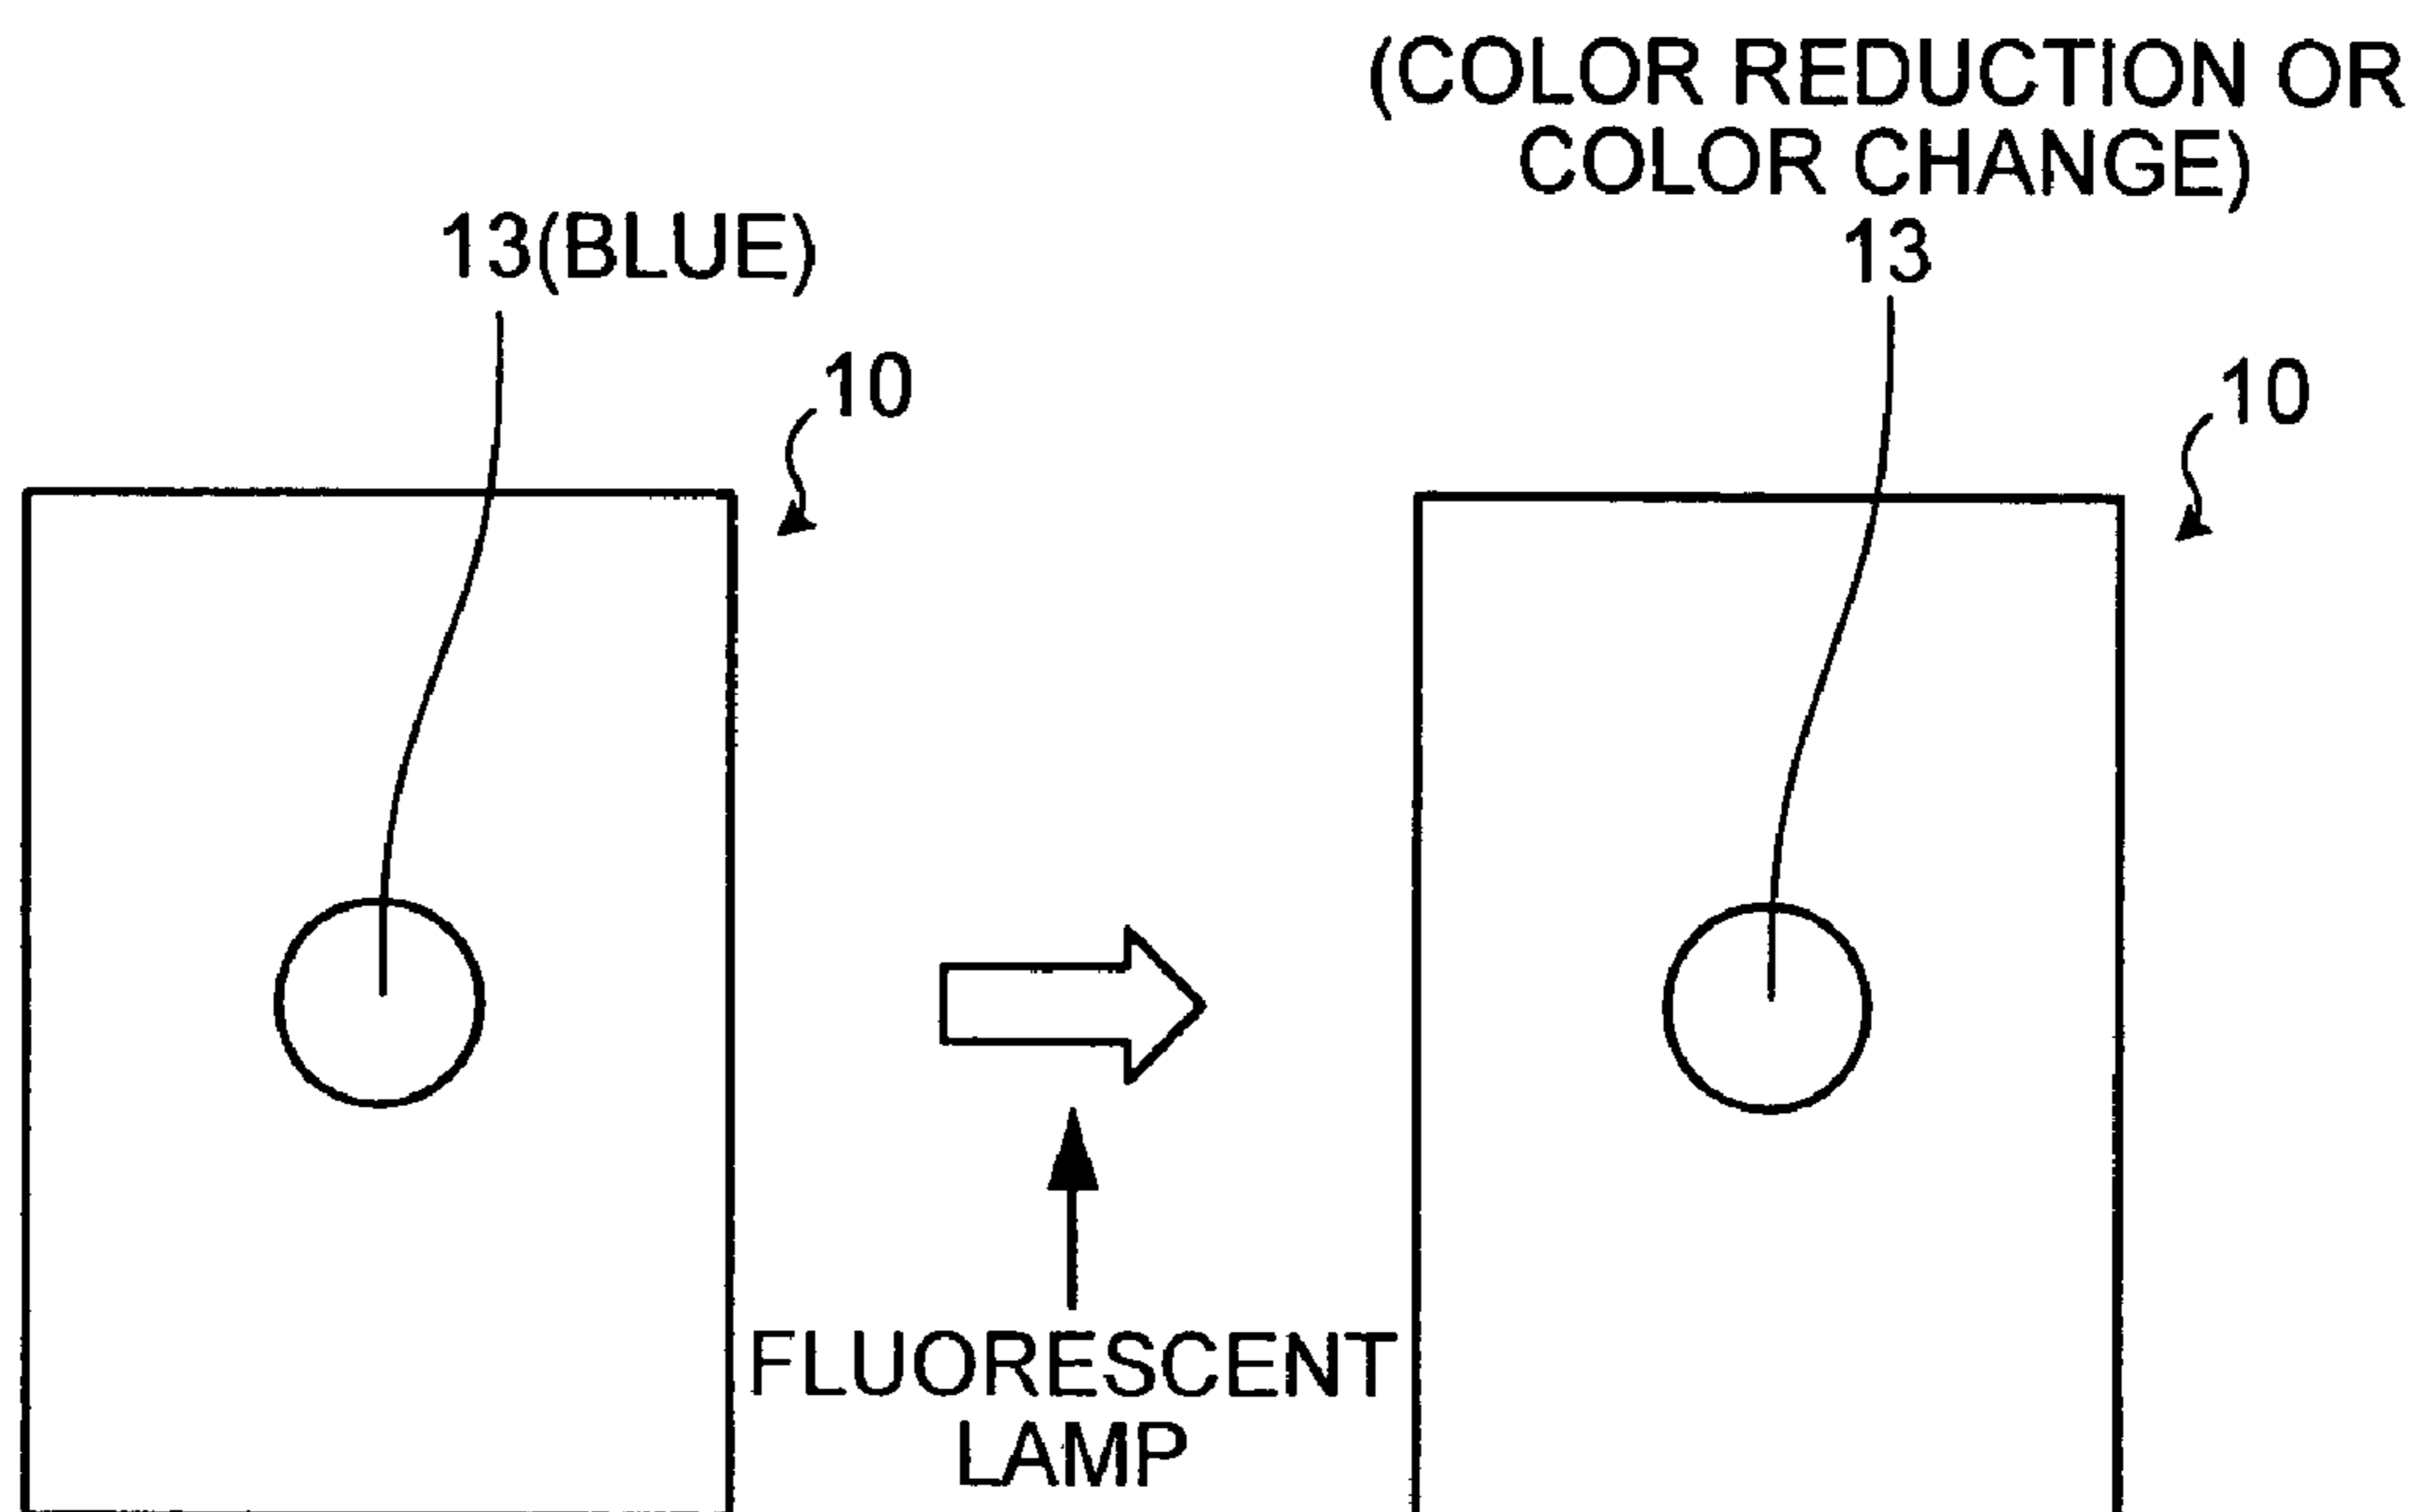 (COLOR REDUCTION OR
COLOR CHANGE)
13(BLUE)
13
10
10
FLUORESCENT
LAMP